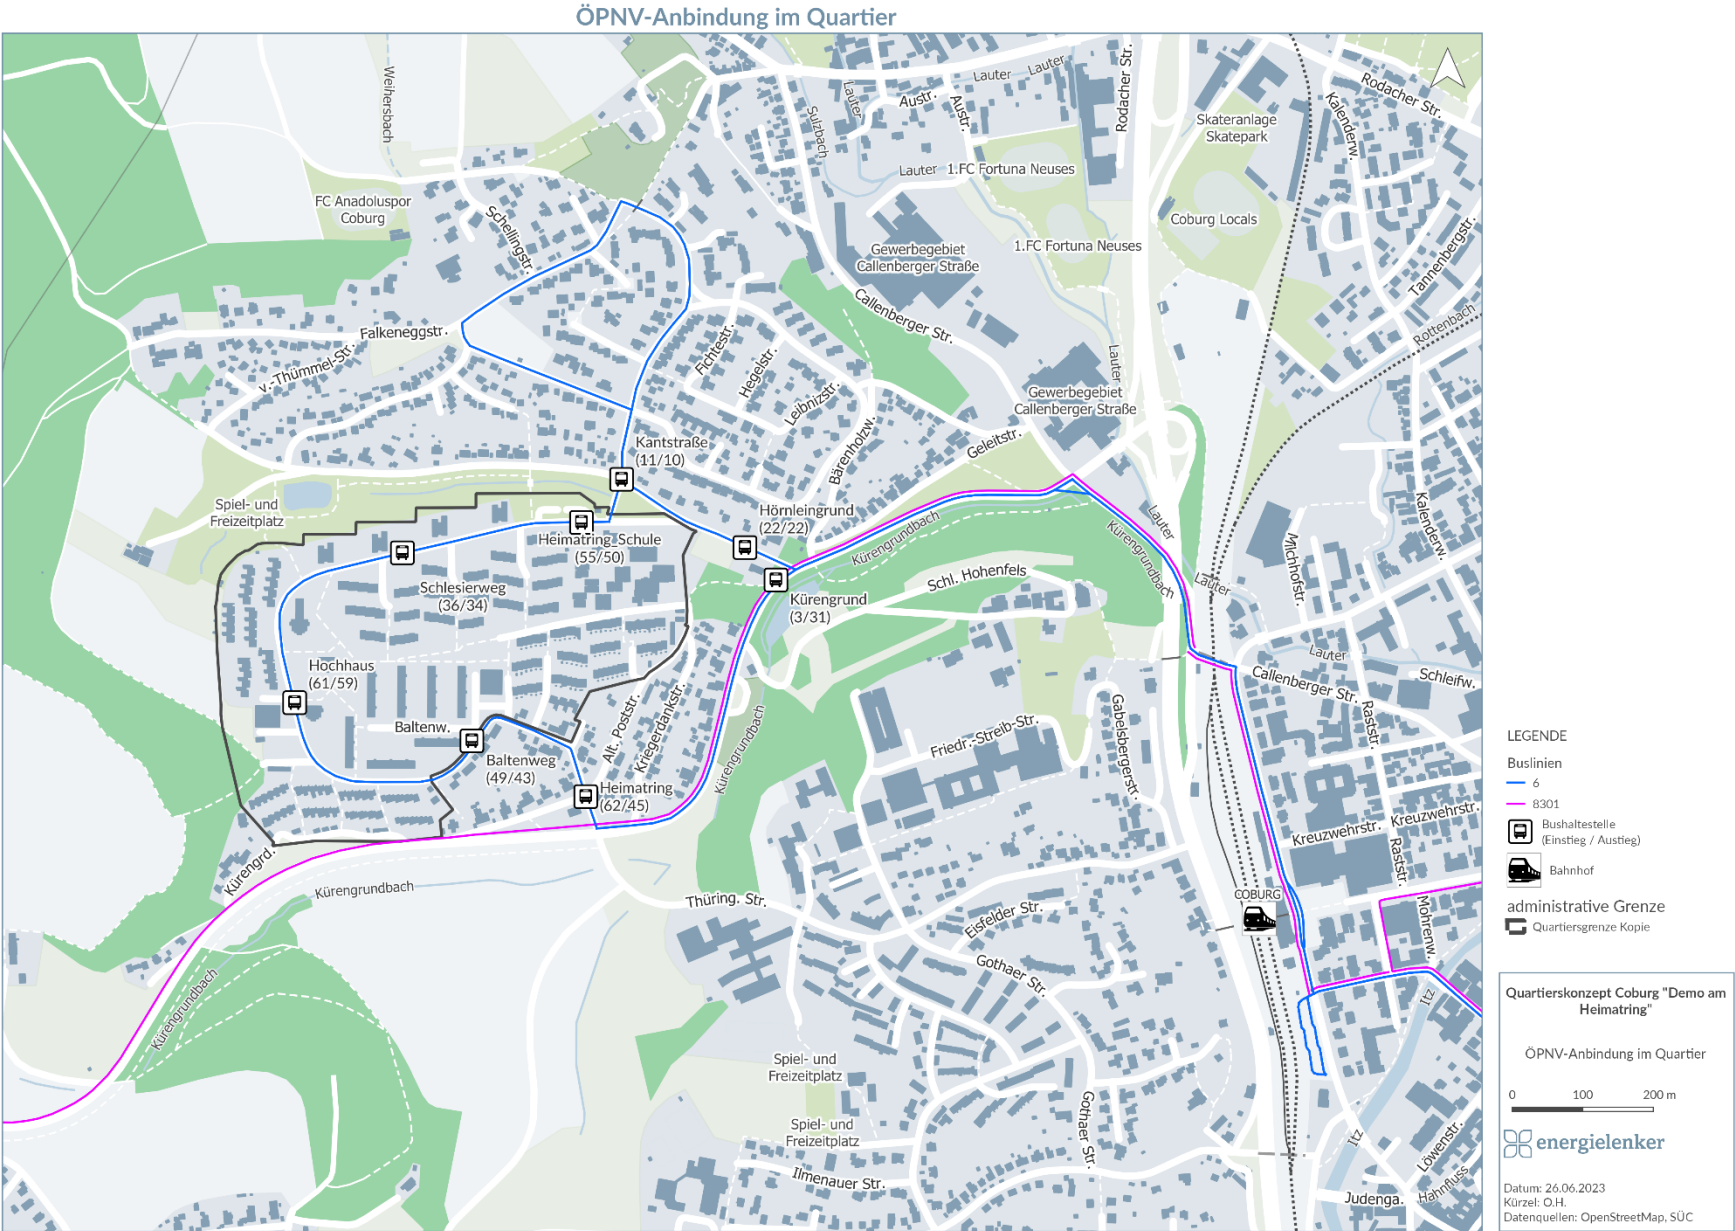 ÖPNV-Anbindung im Quartier
Weihersbach
Lauter
Lauter
Lauter
Austr.
Austr.
Sulzbach
Rodacher Str.
Rodacher Str.
Kalenderw.
Skateranlage
Skatepark
Lauter
1.FC Fortuna Neuses
FC Anadoluspor
Coburg
Schellingstr.
Coburg Locals
1.FC Fortuna Neuses
Gewerbegebiet
Callenberger Straße
Tannenbergstr.
Callenberger Str.
Rottenbach
Falkeneggstr.
v.-Thümmel-Str.
Fichtestr.
Hegelstr.
Leibnizstr.
Lauter
Gewerbegebiet
Callenberger Straße
Bärenholzw.
Geleitstr.
Kantstraße
(11/10)
Spiel- und
Freizeitplatz
Hörnleingrund
(22/22)
Heimatring_Schule
(55/50)
Kürengrundbach
Kürengrundbach
Lauter
Kalenderw.
Milchhofstr.
Schlesierweg
(36/34)
Schl. Hohenfels
Lauter
Kürengrund
(3/31)
Hochhaus
(61/59)
Lauter
Callenberger Str.
Schleifw.
Baltenw.
Alt. Poststr.
Kriegerdankstr.
Kürengrundbach
Friedr.-Streib-Str.
Gabelsbergerstr.
Raststr.
Baltenweg
(49/43)
Heimatring
(62/45)
Kreuzwehrstr.
Kreuzwehrstr.
Raststr.
Kürengrd.
Kürengrundbach
Thüring. Str.
Eisfelder Str.
COBURG
Mohrenw.
Gothaer Str.
Kürengrundbach
Itz
Spiel- und
Freizeitplatz
Spiel- und
Freizeitplatz
Gothaer Str.
Itz
Löwenstr.
Ilmenauer Str.
Judenga.
Hahnfluss
LEGENDE
Buslinien
6
8301
Bushaltestelle
(Einstieg / Austieg)
Bahnhof
administrative Grenze
Quartiersgrenze Kopie
Quartierskonzept Coburg "Demo am
Heimatring"
ÖPNV-Anbindung im Quartier
0 100 200 m
energielenker
Datum: 26.06.2023
Kürzel: O.H.
Datenquellen: OpenStreetMap, SÜC